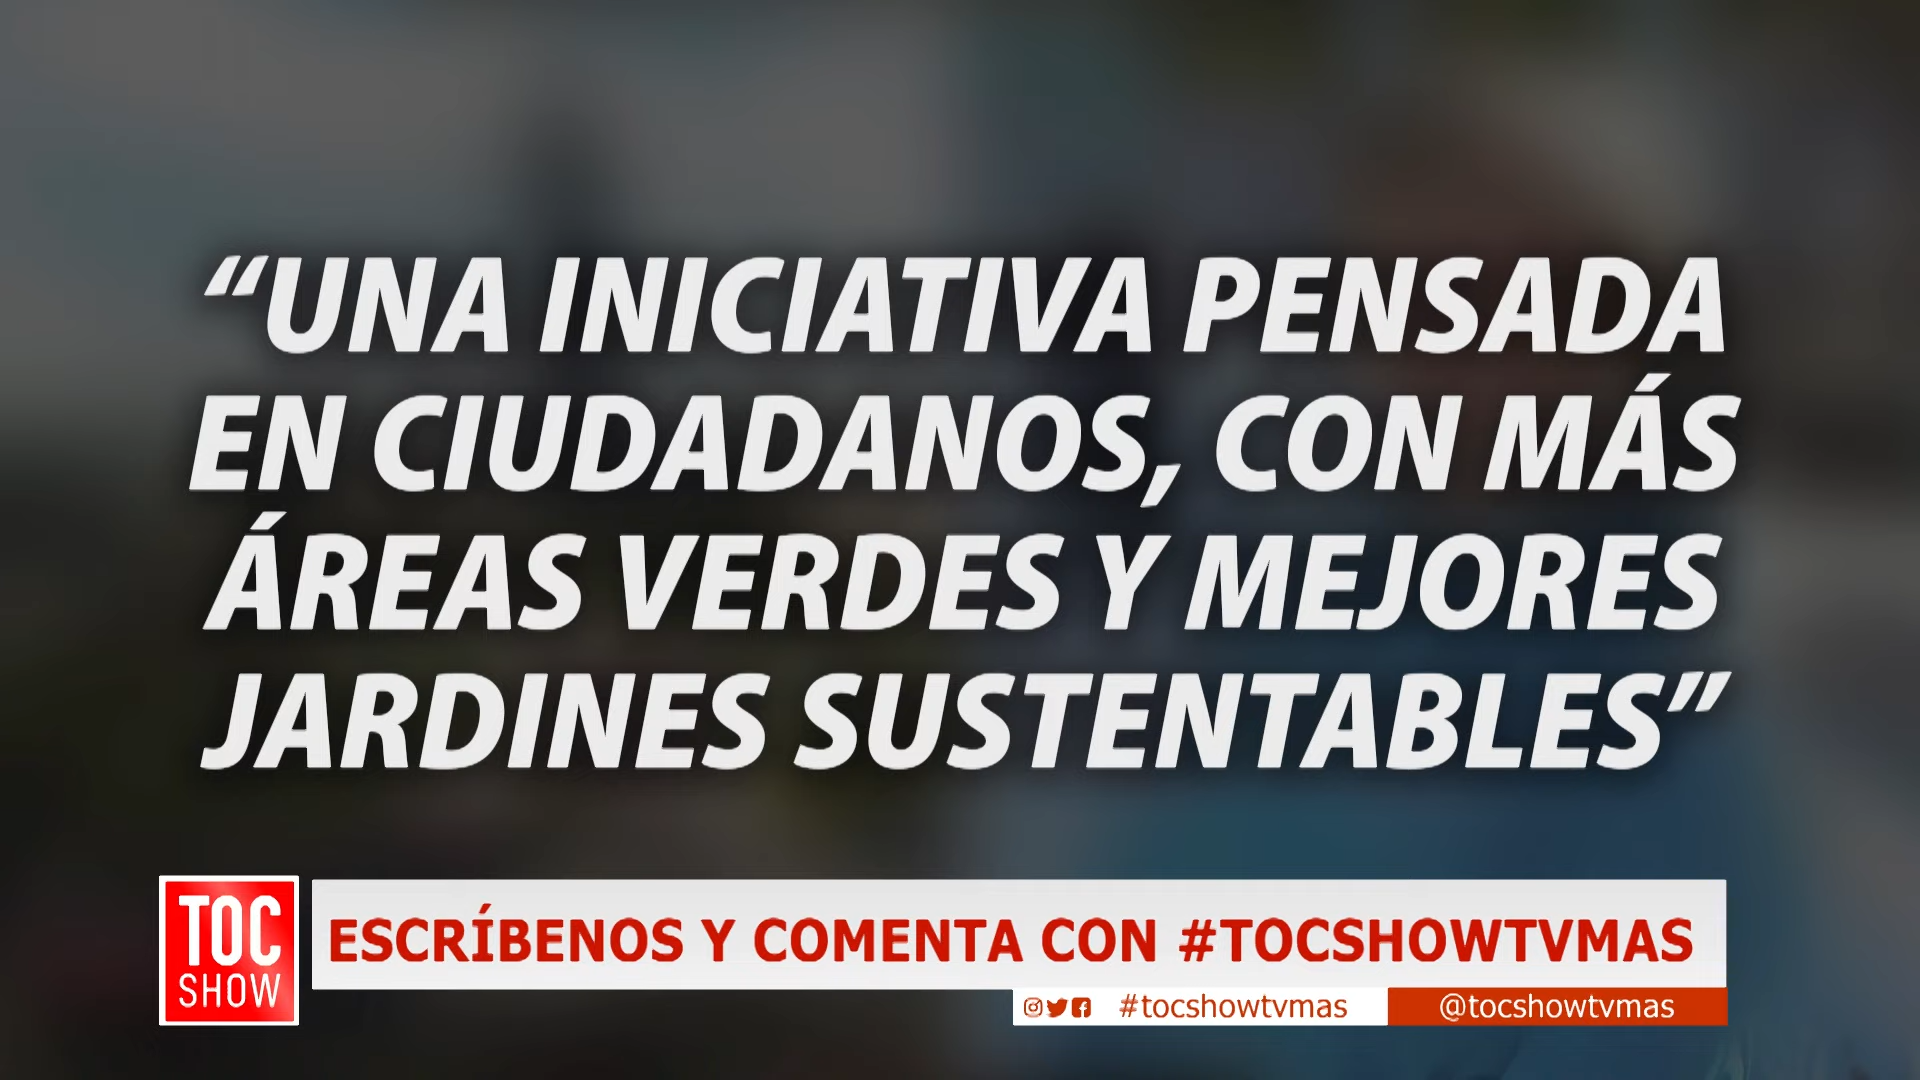 “UNA INICIATIVA PENSADA
EN CIUDADANOS, CON MÁS
ÁREAS VERDES Y MEJORES
JARDINES SUSTENTABLES”
TOC
SHOW
ESCRÍBENOS Y COMENTA CON #TOCSHOWTVMAS
#tocshowtvmas
@tocshowtvmas